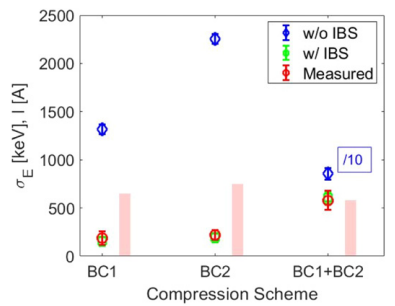 2500
2000
1500
1000
500
0
σE [keV], I [A]
w/o IBS
w/ IBS
Measured
/10
BC1
BC2
BC1+BC2
Compression Scheme